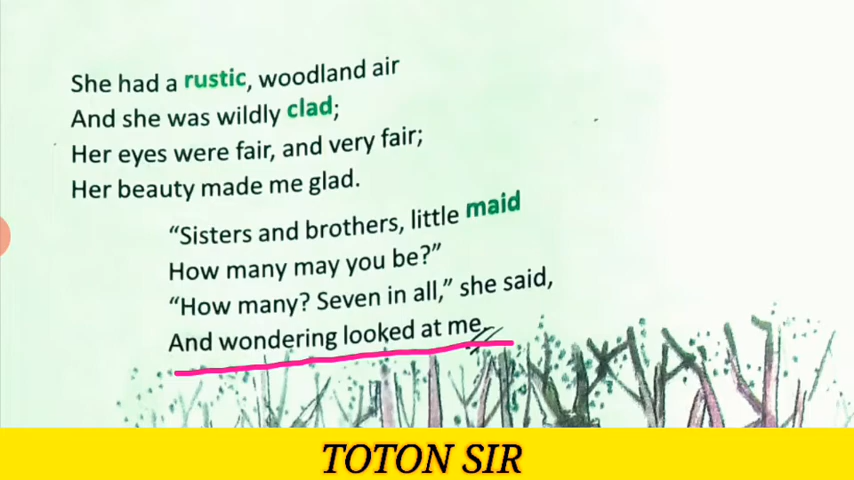 She had a rustic, woodland air
And she was wildly clad;
Her eyes were fair, and very fair;
Her beauty made me glad.
“Sisters and brothers, little maid
How many may you be?”
“How many? Seven in all,” she said,
And wondering looked at me.
TOTON SIR